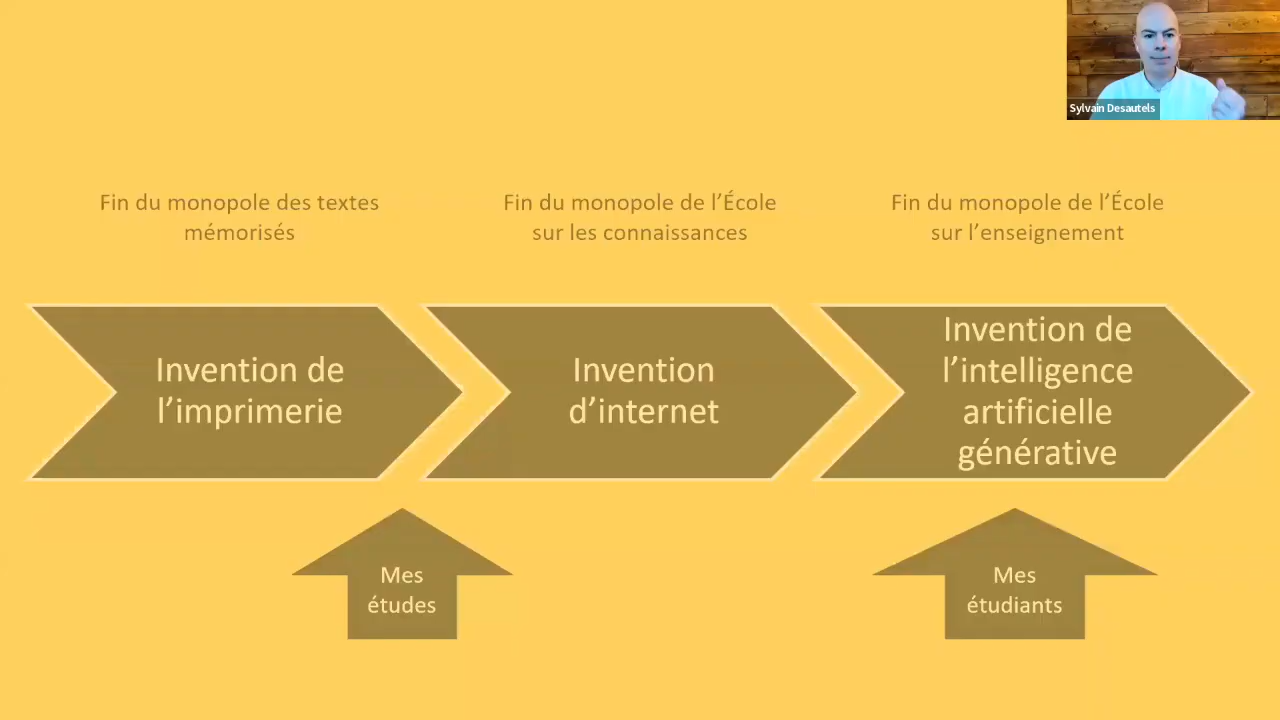 Sylvain Desautels
Fin du monopole des textes
mémorisés
Fin du monopole de l’École
sur les connaissances
Fin du monopole de l’École
sur l’enseignement
Invention de
l’imprimerie
Invention
d’internet
Invention de
l’intelligence
artificielle
générative
Mes
études
Mes
étudiants